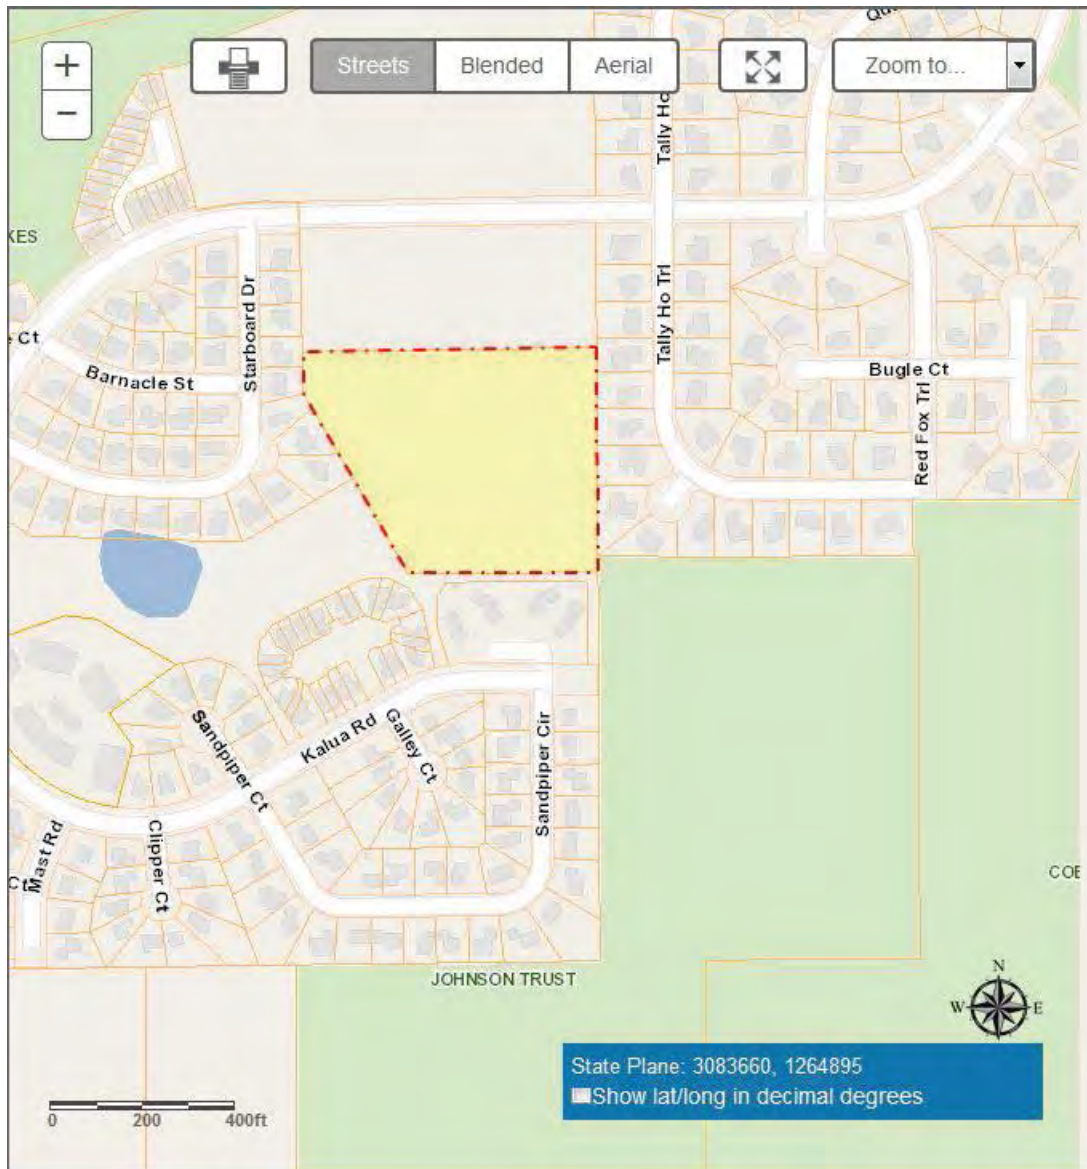 +
−
Streets
Blended
Aerial
Zoom to...
Tally Ho
KES
Starboard Dr
Tally Ho Trl
Ct
Barnacle St
Bugle Ct
Red Fox Trl
Sandpiper Ct
Kalua Rd
Galley Ct
Sandpiper Cir
Mast Rd
Clipper Ct
Ct
COE
JOHNSON TRUST
N
W
E
State Plane: 3083660, 1264895
Show lat/long in decimal degrees
0 200 400ft